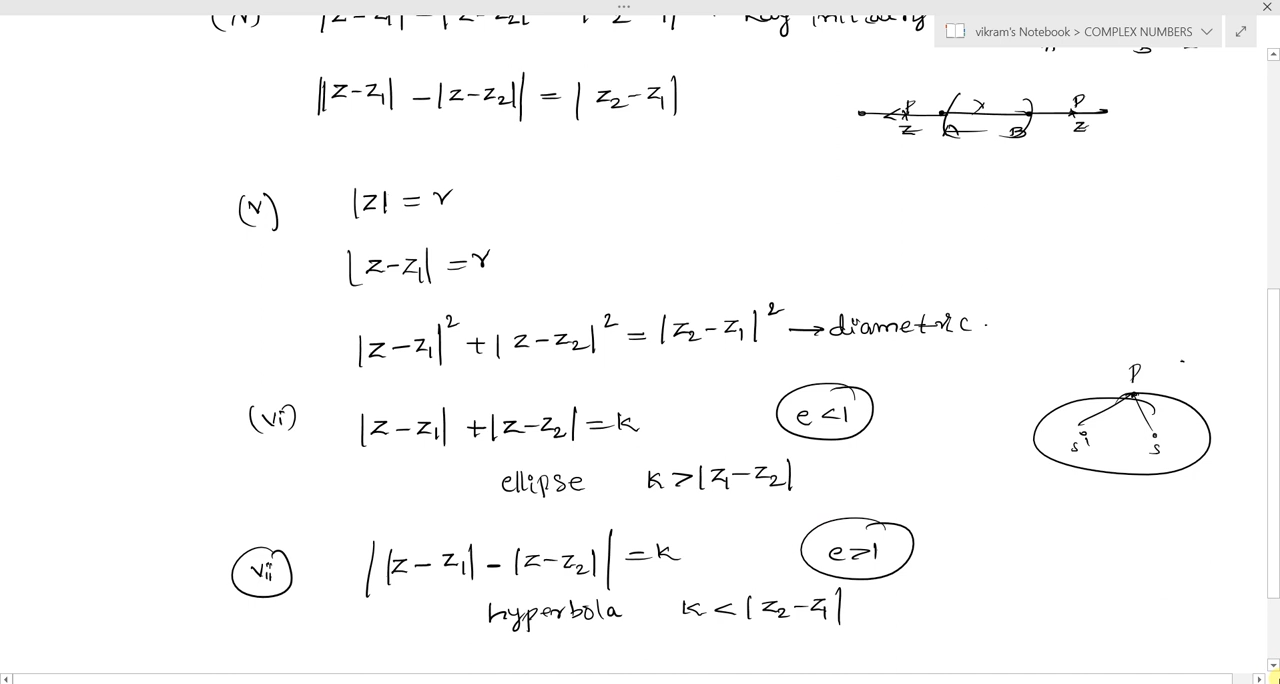 vikram's Notebook > COMPLEX NUMBERS
||z-z₁| - |z-z₂|| = |z₂-z₁|
P P
z A B z
(v) |z| = r
|z-z₁| = r
|z-z₁|² + |z-z₂|² = |z₂-z₁|² → diametric.
(vi) |z-z₁| + |z-z₂| = k e<1
P
s' s
ellipse k > |z₁-z₂|
(vii) ||z-z₁| - |z-z₂|| = k e>1
hyperbola k < |z₂-z₁|